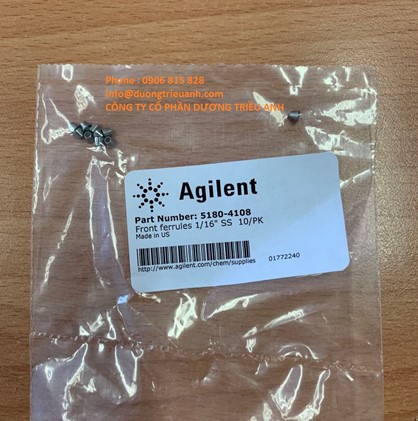 Phone : 0906 815 828
info@duongtrieuanh.com
CÔNG TY CỔ PHẦN DƯƠNG TRIỀU ANH
Agilent
Part Number: 5180-4108
Front ferrules 1/16" SS 10/PK
Made in US
http://www.agilent.com/chem/supplies
01772240